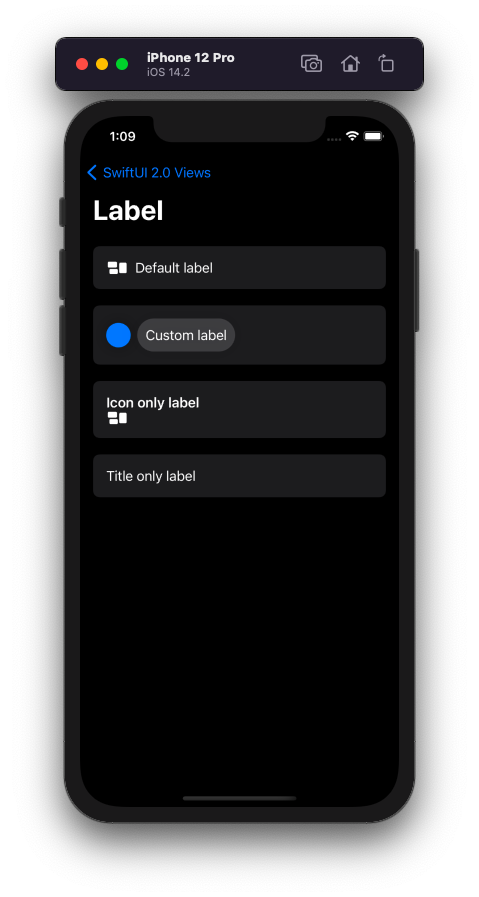 iPhone 12 Pro
iOS 14.2
1:09
SwiftUI 2.0 Views
Label
Default label
Custom label
Icon only label
Title only label